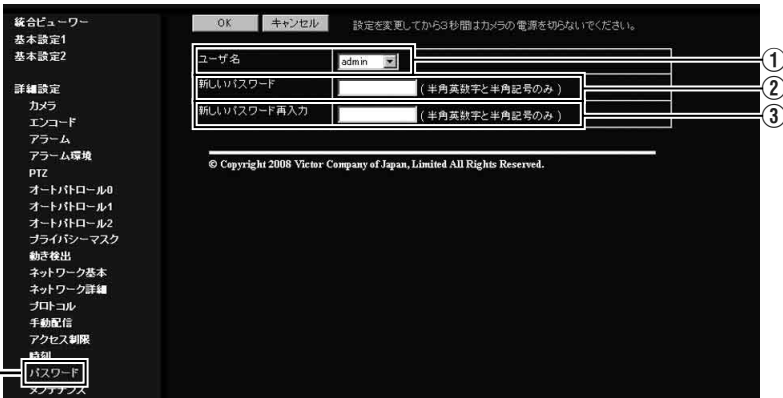 統合ビューワー
基本設定1
基本設定2
詳細設定
カメラ
エンコード
アラーム
アラーム環境
PTZ
オートパトロール0
オートパトロール1
オートパトロール2
プライバシーマスク
動き検出
ネットワーク基本
ネットワーク詳細
プロトコル
手動配信
アクセス制限
時刻
パスワード
メンテナンス
OK キャンセル 設定を変更してから3秒間はカメラの電源を切らないでください。
ユーザ名 admin ①
新しいパスワード (半角英数字と半角記号のみ) ②
新しいパスワード再入力 (半角英数字と半角記号のみ) ③
© Copyright 2008 Victor Company of Japan, Limited All Rights Reserved.